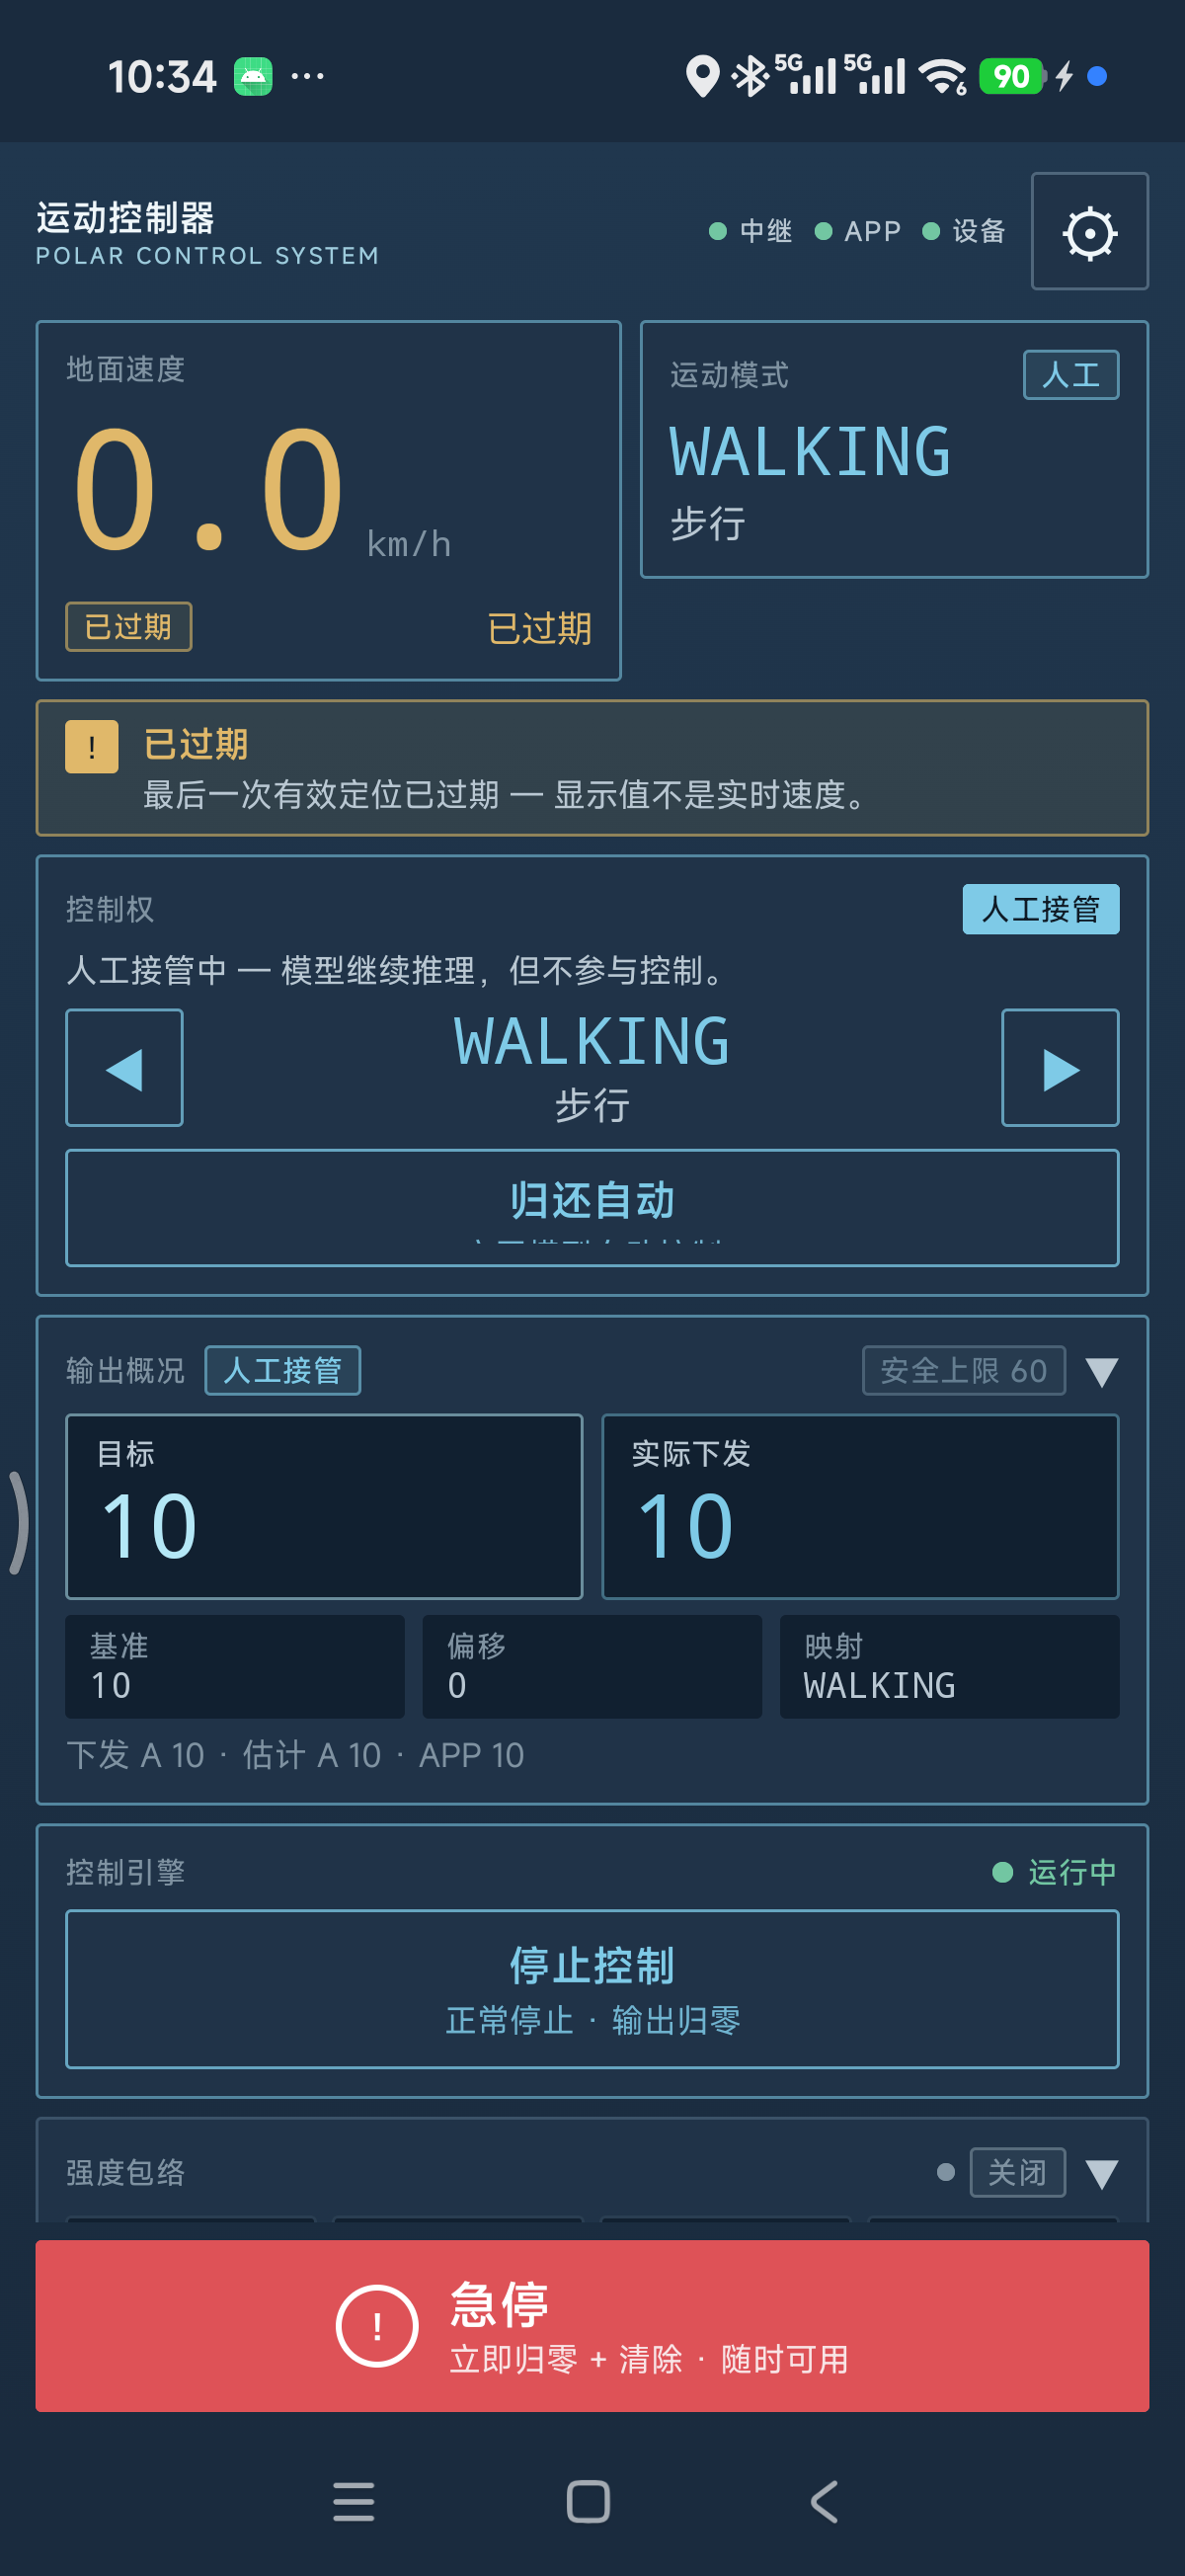 10:34 ···
5G 5G 6 90
运动控制器
POLAR CONTROL SYSTEM
中继 APP 设备
地面速度
0.0 km/h
已过期 已过期
运动模式 人工
WALKING
步行
! 已过期
最后一次有效定位已过期 — 显示值不是实时速度。
控制权 人工接管
人工接管中 — 模型继续推理，但不参与控制。
WALKING
步行
归还自动
输出概况 人工接管 安全上限 60
目标
10
实际下发
10
基准
10
偏移
0
映射
WALKING
下发 A 10 · 估计 A 10 · APP 10
控制引擎 运行中
停止控制
正常停止 · 输出归零
强度包络 关闭
! 急停
立即归零 + 清除 · 随时可用